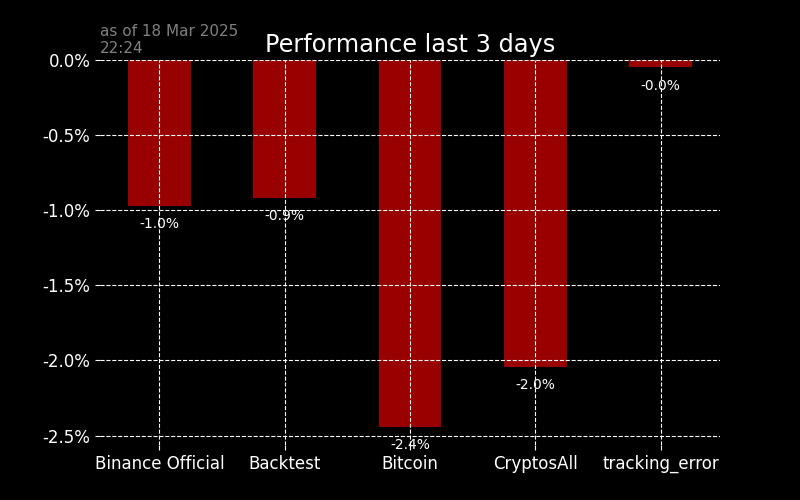 as of 18 Mar 2025
22:24
Performance last 3 days
0.0%
-0.5%
-1.0%
-1.5%
-2.0%
-2.5%
-1.0%
-0.9%
-2.4%
-2.0%
-0.0%
Binance Official
Backtest
Bitcoin
CryptosAll
tracking_error